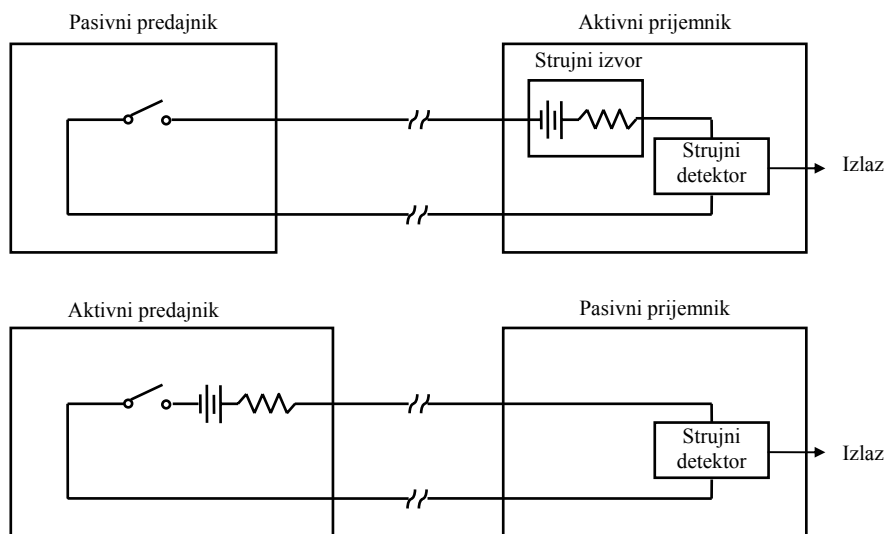 Pasivni predajnik
Aktivni prijemnik
Strujni izvor
Strujni
detektor
Izlaz
Aktivni predajnik
Pasivni prijemnik
Strujni
detektor
Izlaz